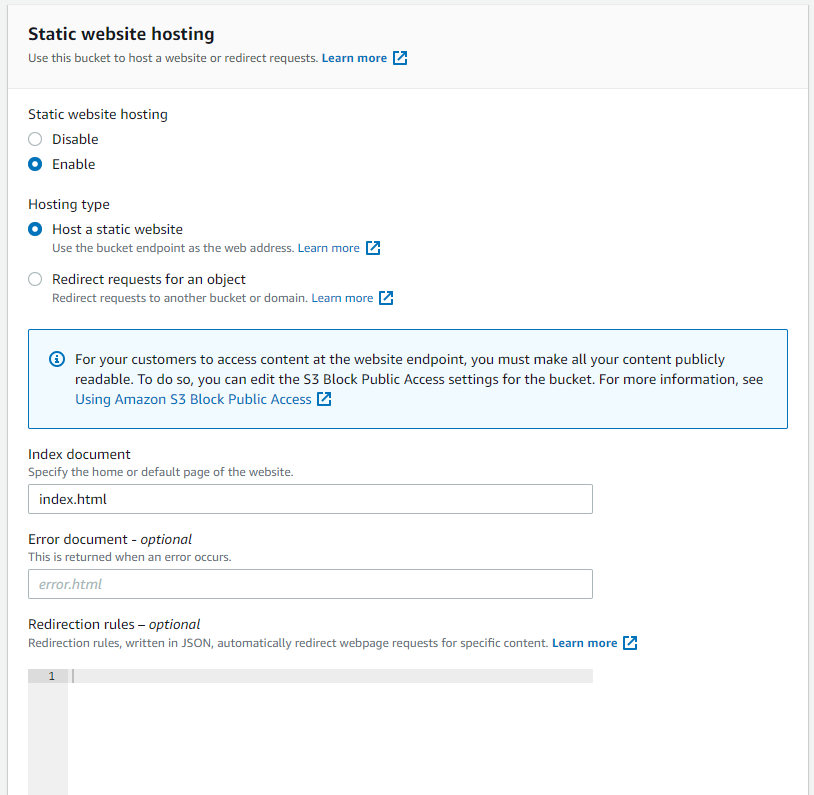 Static website hosting
Use this bucket to host a website or redirect requests. Learn more
Static website hosting
Disable
Enable
Hosting type
Host a static website
Use the bucket endpoint as the web address. Learn more
Redirect requests for an object
Redirect requests to another bucket or domain. Learn more
For your customers to access content at the website endpoint, you must make all your content publicly
readable. To do so, you can edit the S3 Block Public Access settings for the bucket. For more information, see
Using Amazon S3 Block Public Access
Index document
Specify the home or default page of the website.
index.html
Error document - optional
This is returned when an error occurs.
error.html
Redirection rules – optional
Redirection rules, written in JSON, automatically redirect webpage requests for specific content. Learn more
1